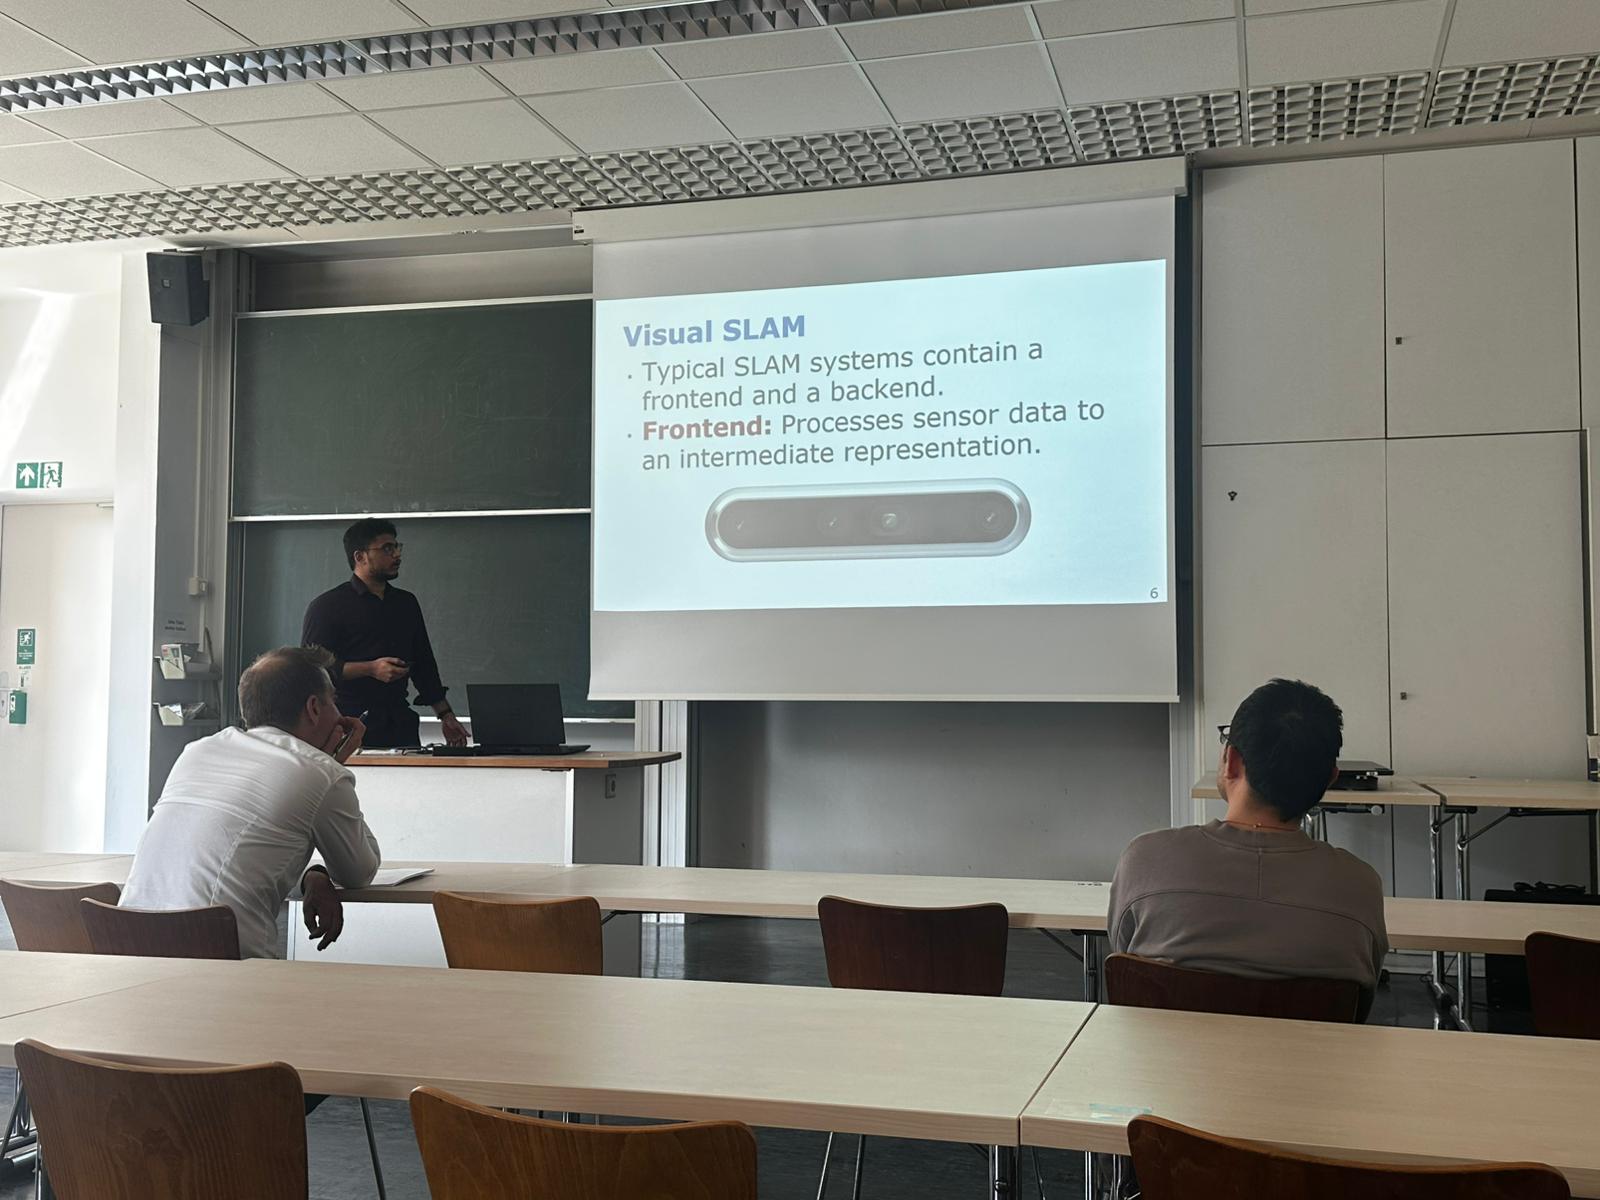 Visual SLAM
· Typical SLAM systems contain a
frontend and a backend.
· Frontend: Processes sensor data to
an intermediate representation.
6